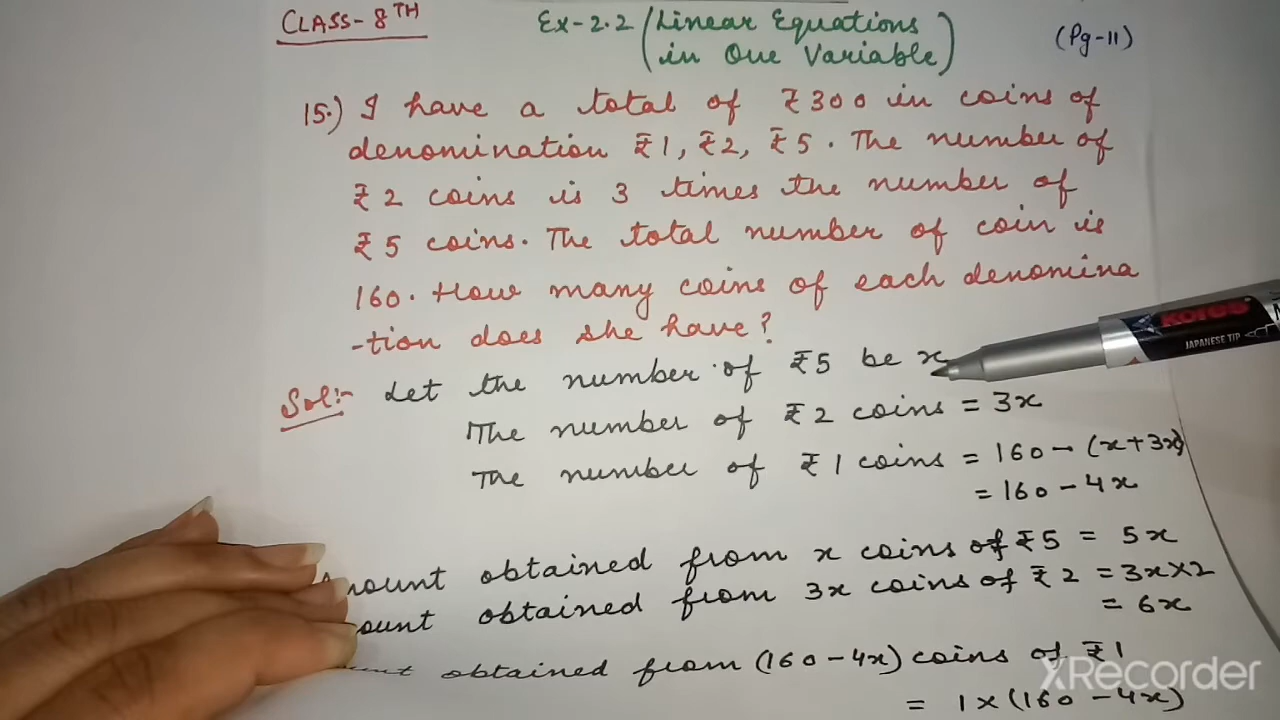 CLASS-8TH
Ex-2.2 (Linear Equations
in One Variable)
(Pg-11)
15.) I have a total of ₹300 in coins of
denomination ₹1, ₹2, ₹5. The number of
₹2 coins is 3 times the number of
₹5 coins. The total number of coin is
160. How many coins of each denomina
-tion does she have?
Sol:- Let the number of ₹5 be x
The number of ₹2 coins = 3x
The number of ₹1 coins = 160 - (x+3x)
= 160 - 4x
mount obtained from x coins of ₹5 = 5x
ount obtained from 3x coins of ₹2 = 3x×2
= 6x
obtained from (160-4x) coins of ₹1
= 1×(160-4x)
Kores
JAPANESE TIP
XRecorder